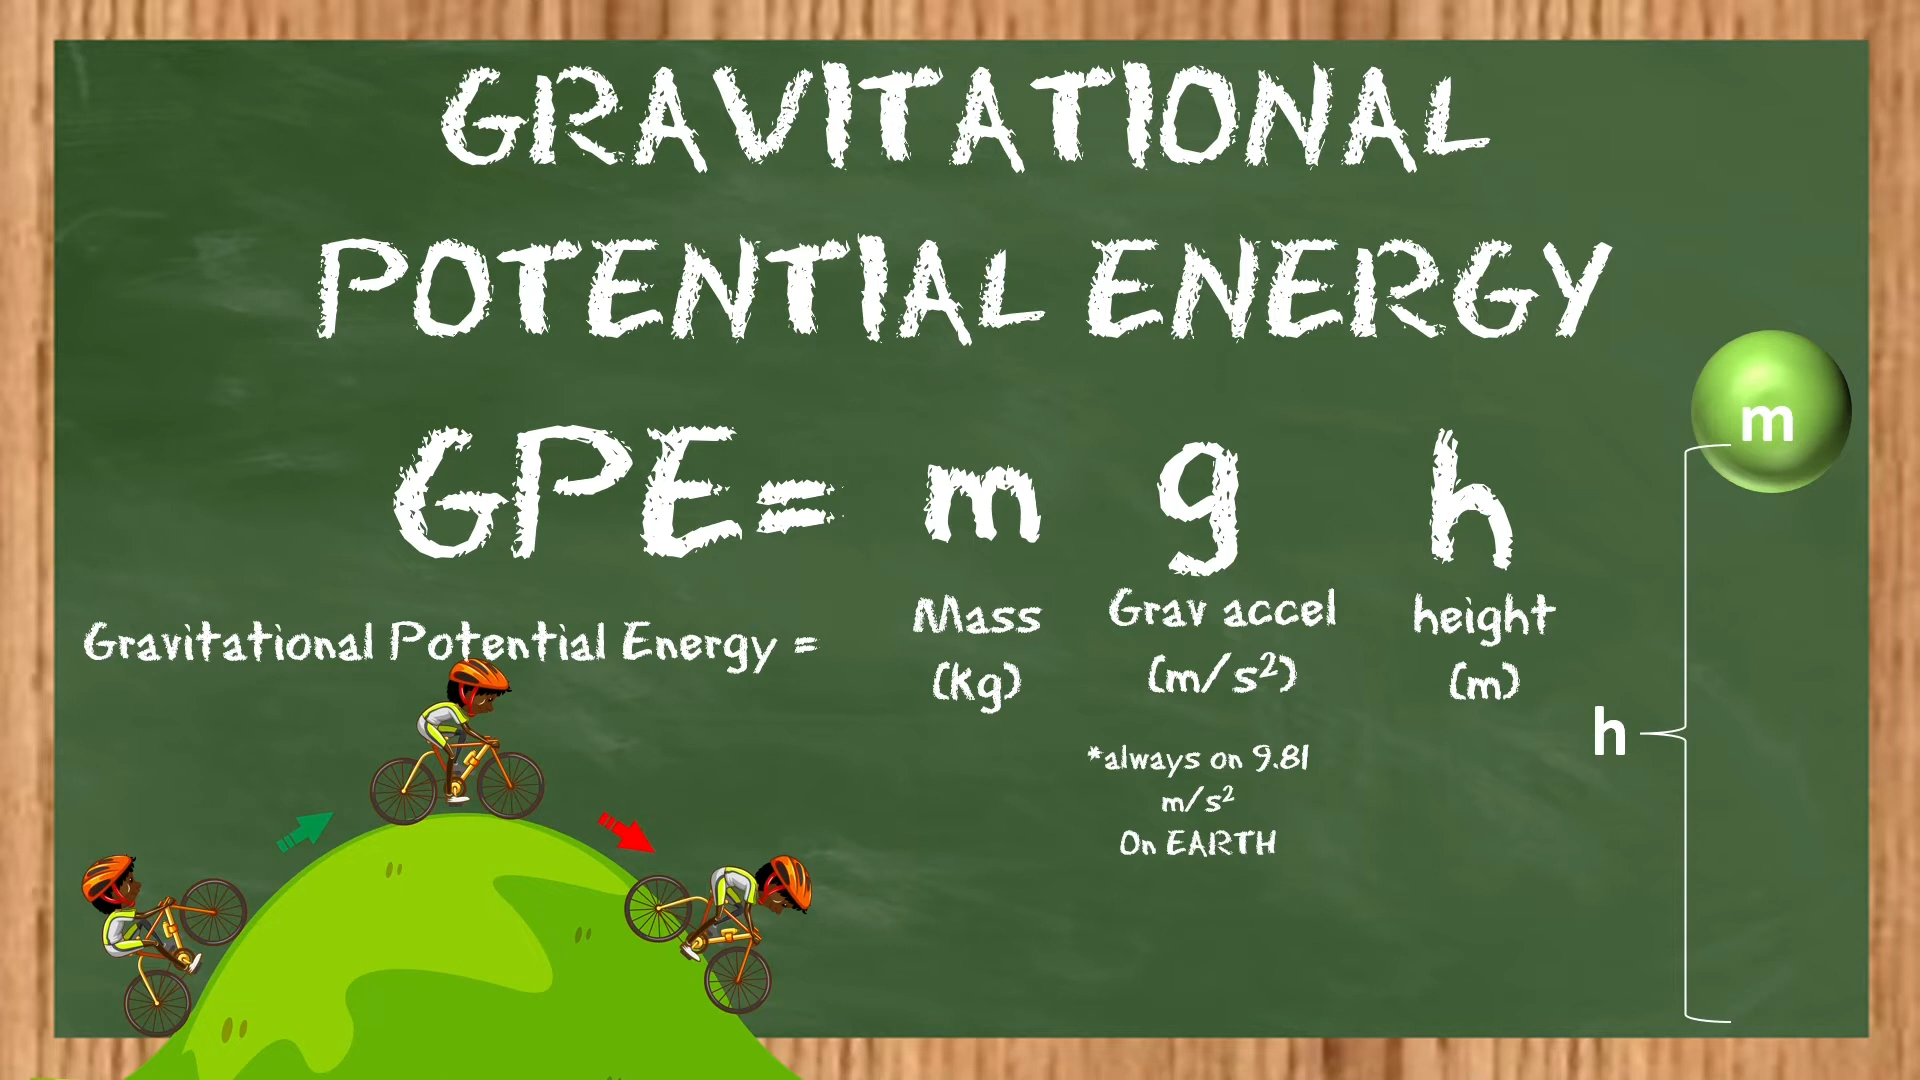 GRAVITATIONAL
POTENTIAL ENERGY
GPE= m g h
Gravitational Potential Energy =
Mass
(kg)
Grav accel
(m/s²)
height
(m)
*always on 9.81
m/s²
On EARTH
m
h